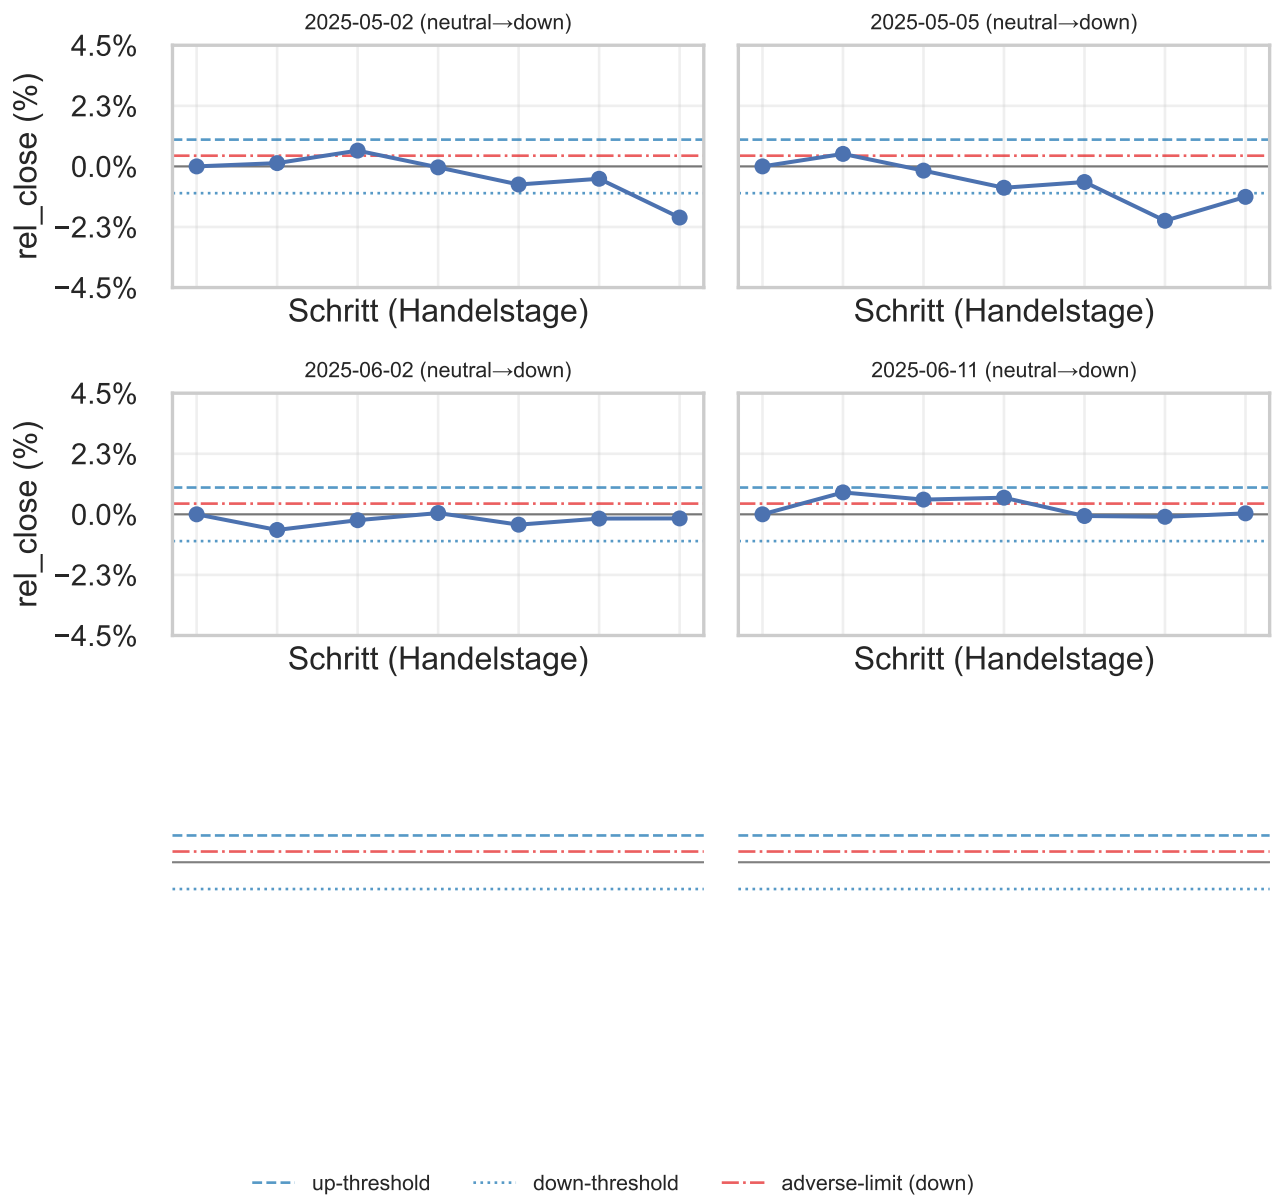 2025-05-02 (neutral→down)
2025-05-05 (neutral→down)
4.5%
2.3%
0.0%
−2.3%
−4.5%
rel_close (%)
Schritt (Handelstage)
Schritt (Handelstage)
2025-06-02 (neutral→down)
2025-06-11 (neutral→down)
4.5%
2.3%
0.0%
−2.3%
−4.5%
rel_close (%)
Schritt (Handelstage)
Schritt (Handelstage)
up-threshold
down-threshold
adverse-limit (down)